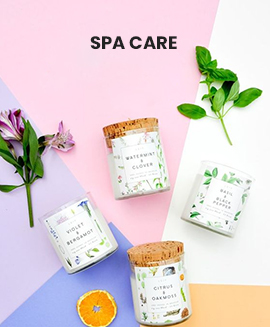 SPA CARE
WATERMINT
&
CLOVER
BASIL
&
BLACK
PEPPER
VIOLET
&
BERGAMOT
CITRUS
&
OAKMOSS